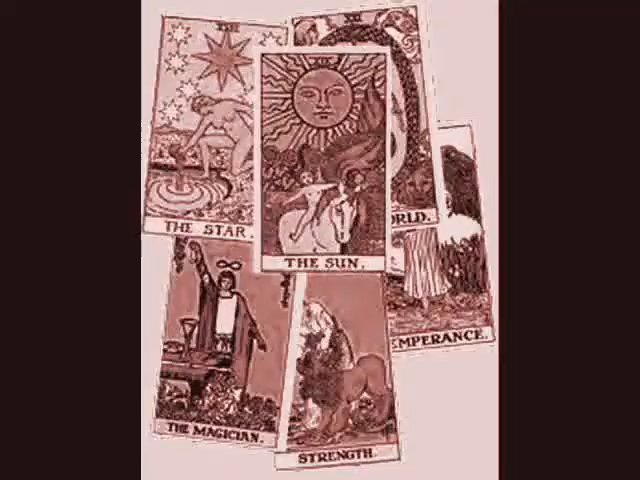 THE STAR.
THE SUN.
ORLD.
EMPERANCE.
THE MAGICIAN.
STRENGTH.